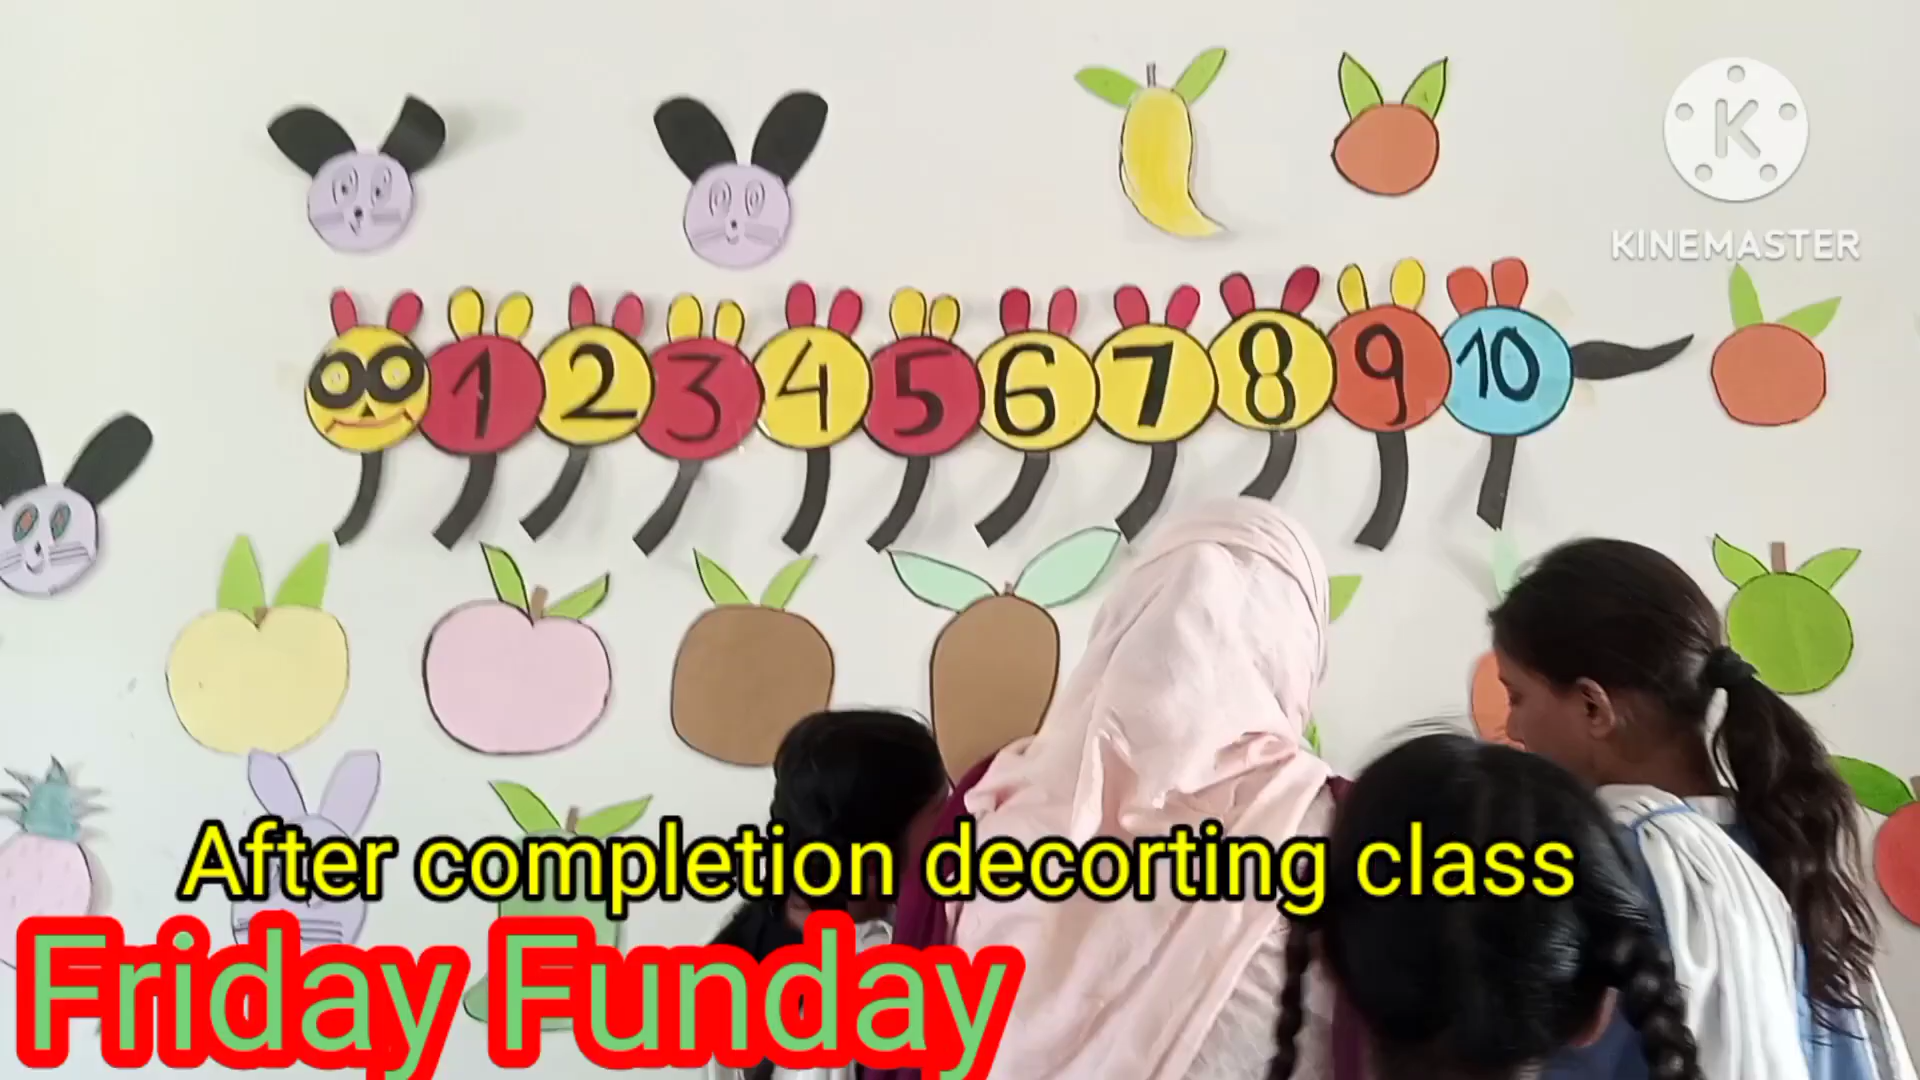 K
KINEMASTER
1 2 3 4 5 6 7 8 9 10
After completion decorting class
Friday Funday